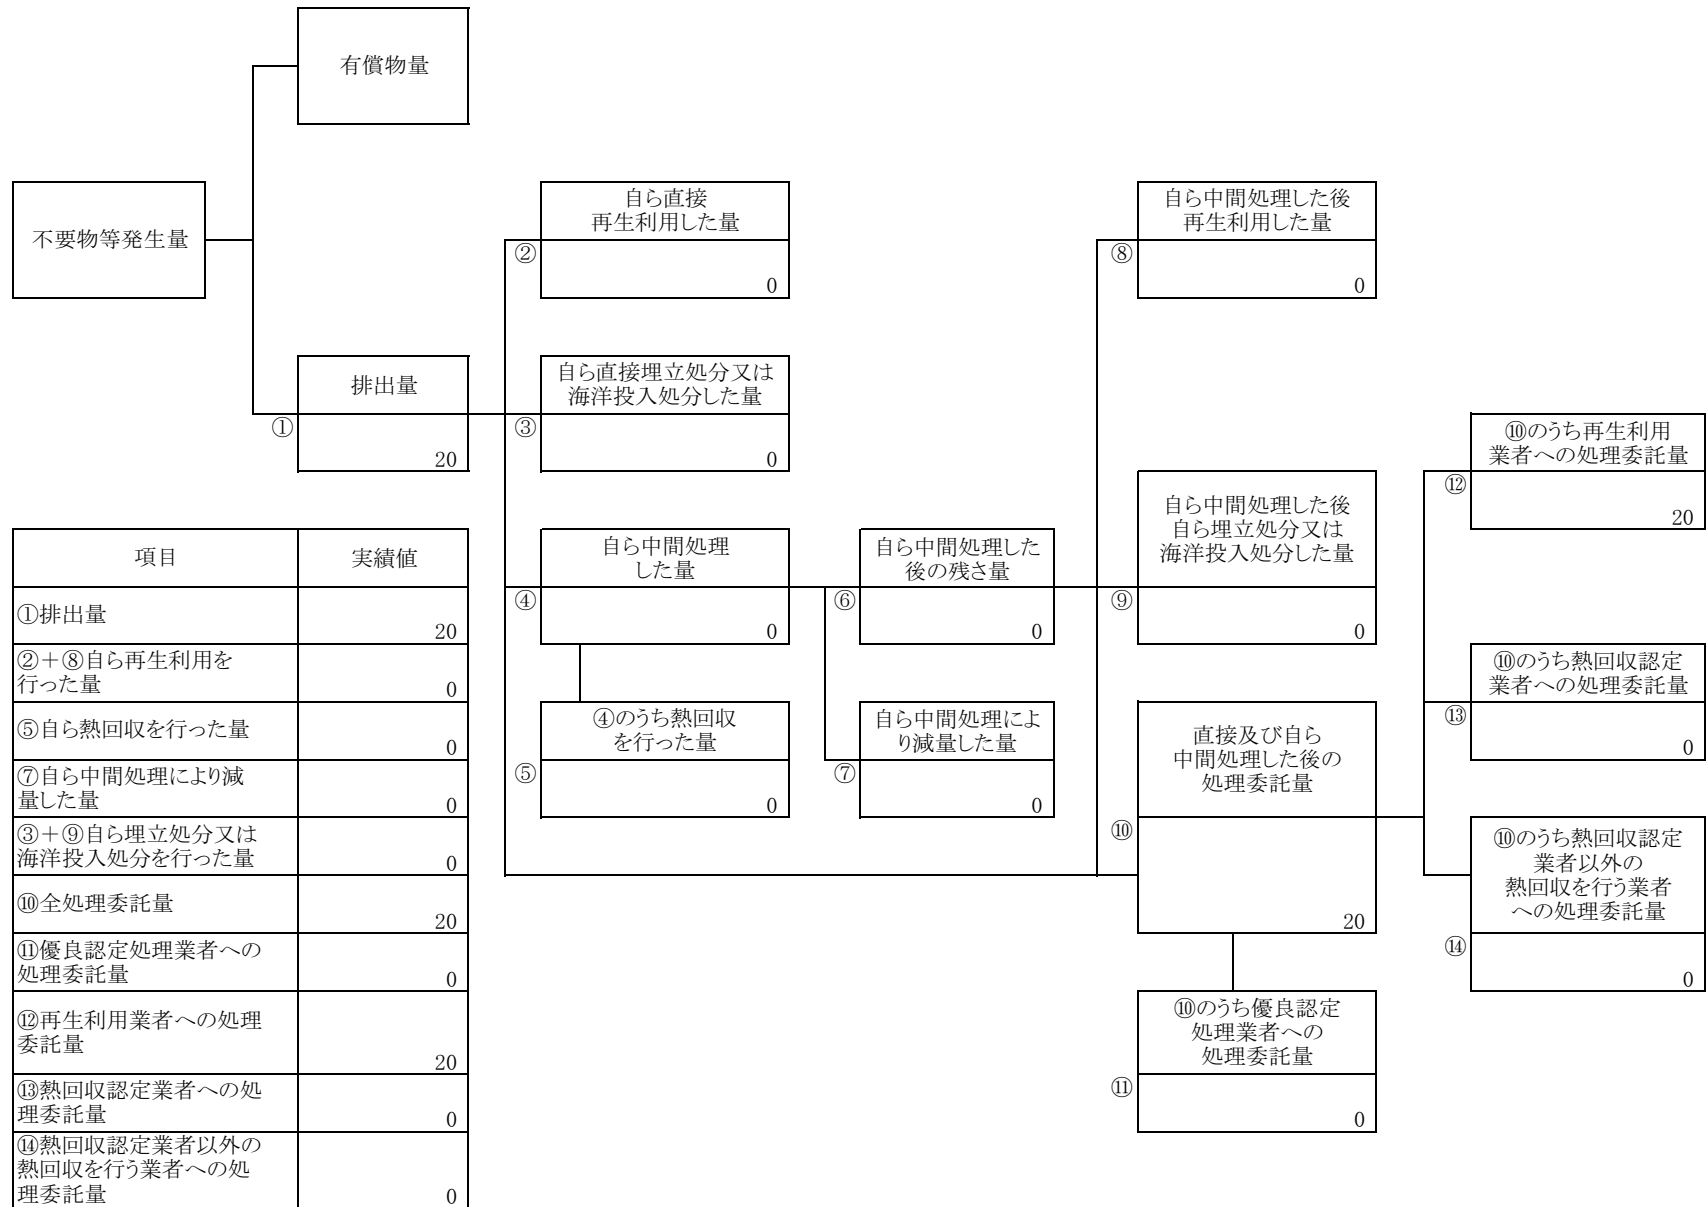 有償物量
不要物等発生量
自ら直接
再生利用した量
②
0
自ら中間処理した後
再生利用した量
⑧
0
排出量
①
20
自ら直接埋立処分又は
海洋投入処分した量
③
0
⑩のうち再生利用
業者への処理委託量
⑫
20
自ら中間処理
した量
④
0
自ら中間処理した
後の残さ量
⑥
0
自ら中間処理した後
自ら埋立処分又は
海洋投入処分した量
⑨
0
⑩のうち熱回収認定
業者への処理委託量
⑬
0
④のうち熱回収
を行った量
⑤
0
自ら中間処理によ
り減量した量
⑦
0
直接及び自ら
中間処理した後の
処理委託量
⑩
20
⑩のうち熱回収認定
業者以外の
熱回収を行う業者
への処理委託量
⑭
0
⑩のうち優良認定
処理業者への
処理委託量
⑪
0
項目
実績値
①排出量
20
②＋⑧自ら再生利用を
行った量
0
⑤自ら熱回収を行った量
0
⑦自ら中間処理により減
量した量
0
③＋⑨自ら埋立処分又は
海洋投入処分を行った量
0
⑩全処理委託量
20
⑪優良認定処理業者への
処理委託量
0
⑫再生利用業者への処理
委託量
20
⑬熱回収認定業者への処
理委託量
0
⑭熱回収認定業者以外の
熱回収を行う業者への処
理委託量
0